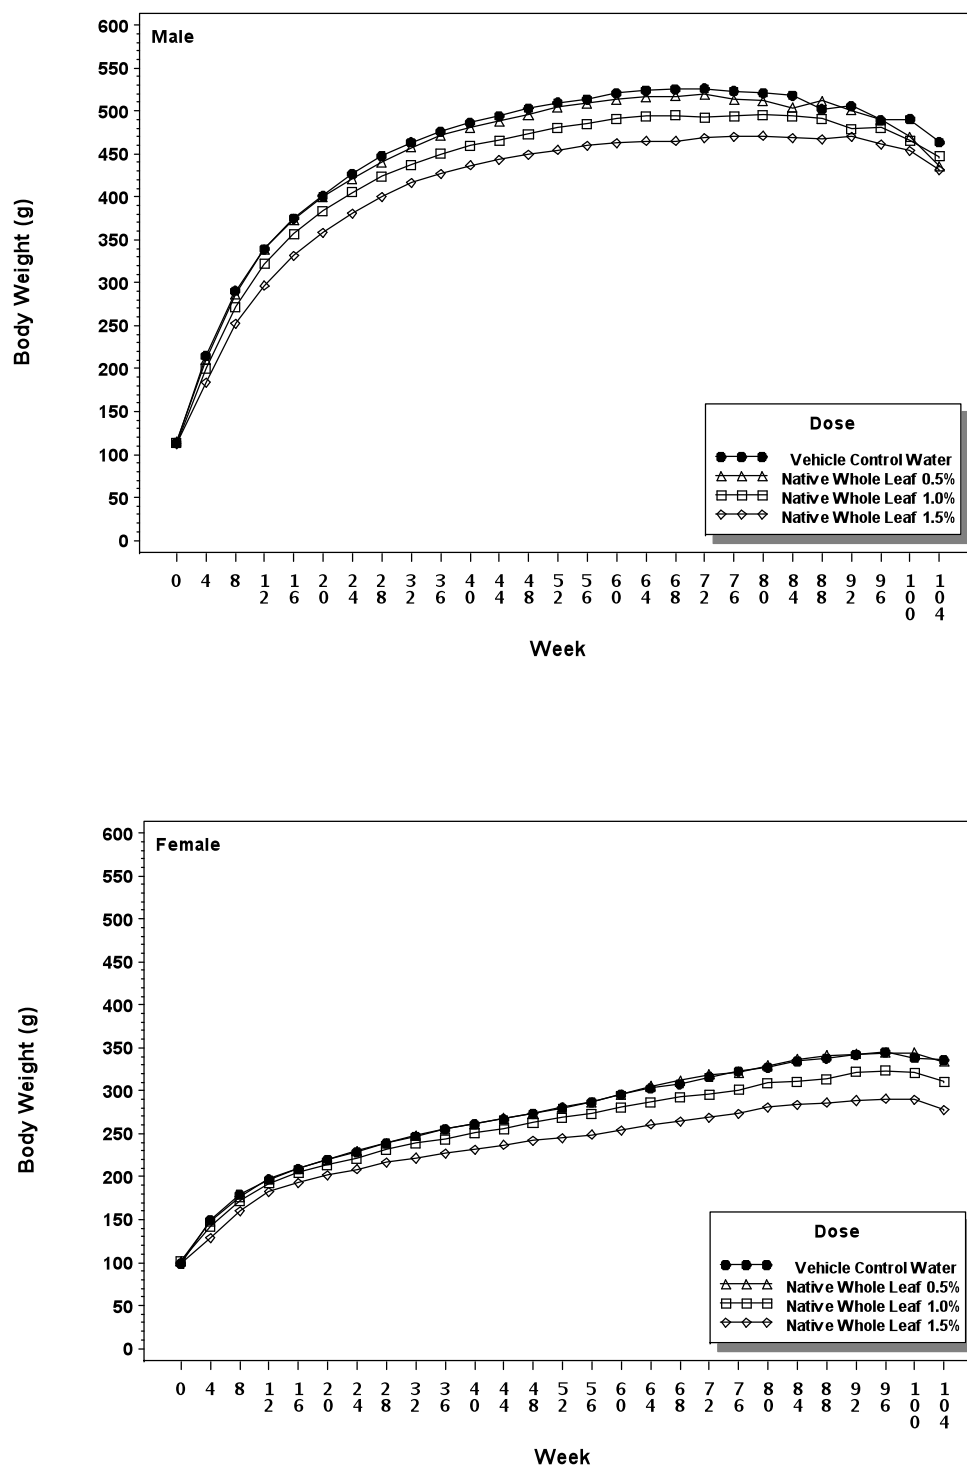 Male
600
550
500
450
400
350
300
250
200
150
100
50
0
Body Weight (g)
Dose
Vehicle Control Water
Native Whole Leaf 0.5%
Native Whole Leaf 1.0%
Native Whole Leaf 1.5%
0 4 8 12 16 20 24 28 32 36 40 44 48 52 56 60 64 68 72 76 80 84 88 92 96 100 104
Week
Female
600
550
500
450
400
350
300
250
200
150
100
50
0
Body Weight (g)
Dose
Vehicle Control Water
Native Whole Leaf 0.5%
Native Whole Leaf 1.0%
Native Whole Leaf 1.5%
0 4 8 12 16 20 24 28 32 36 40 44 48 52 56 60 64 68 72 76 80 84 88 92 96 100 104
Week